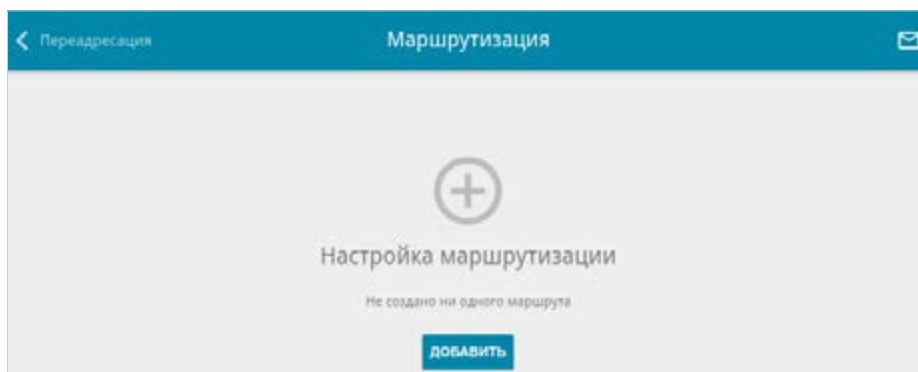 Переадресация
Маршрутизация
Настройка маршрутизации
Не создано ни одного маршрута
ДОБАВИТЬ